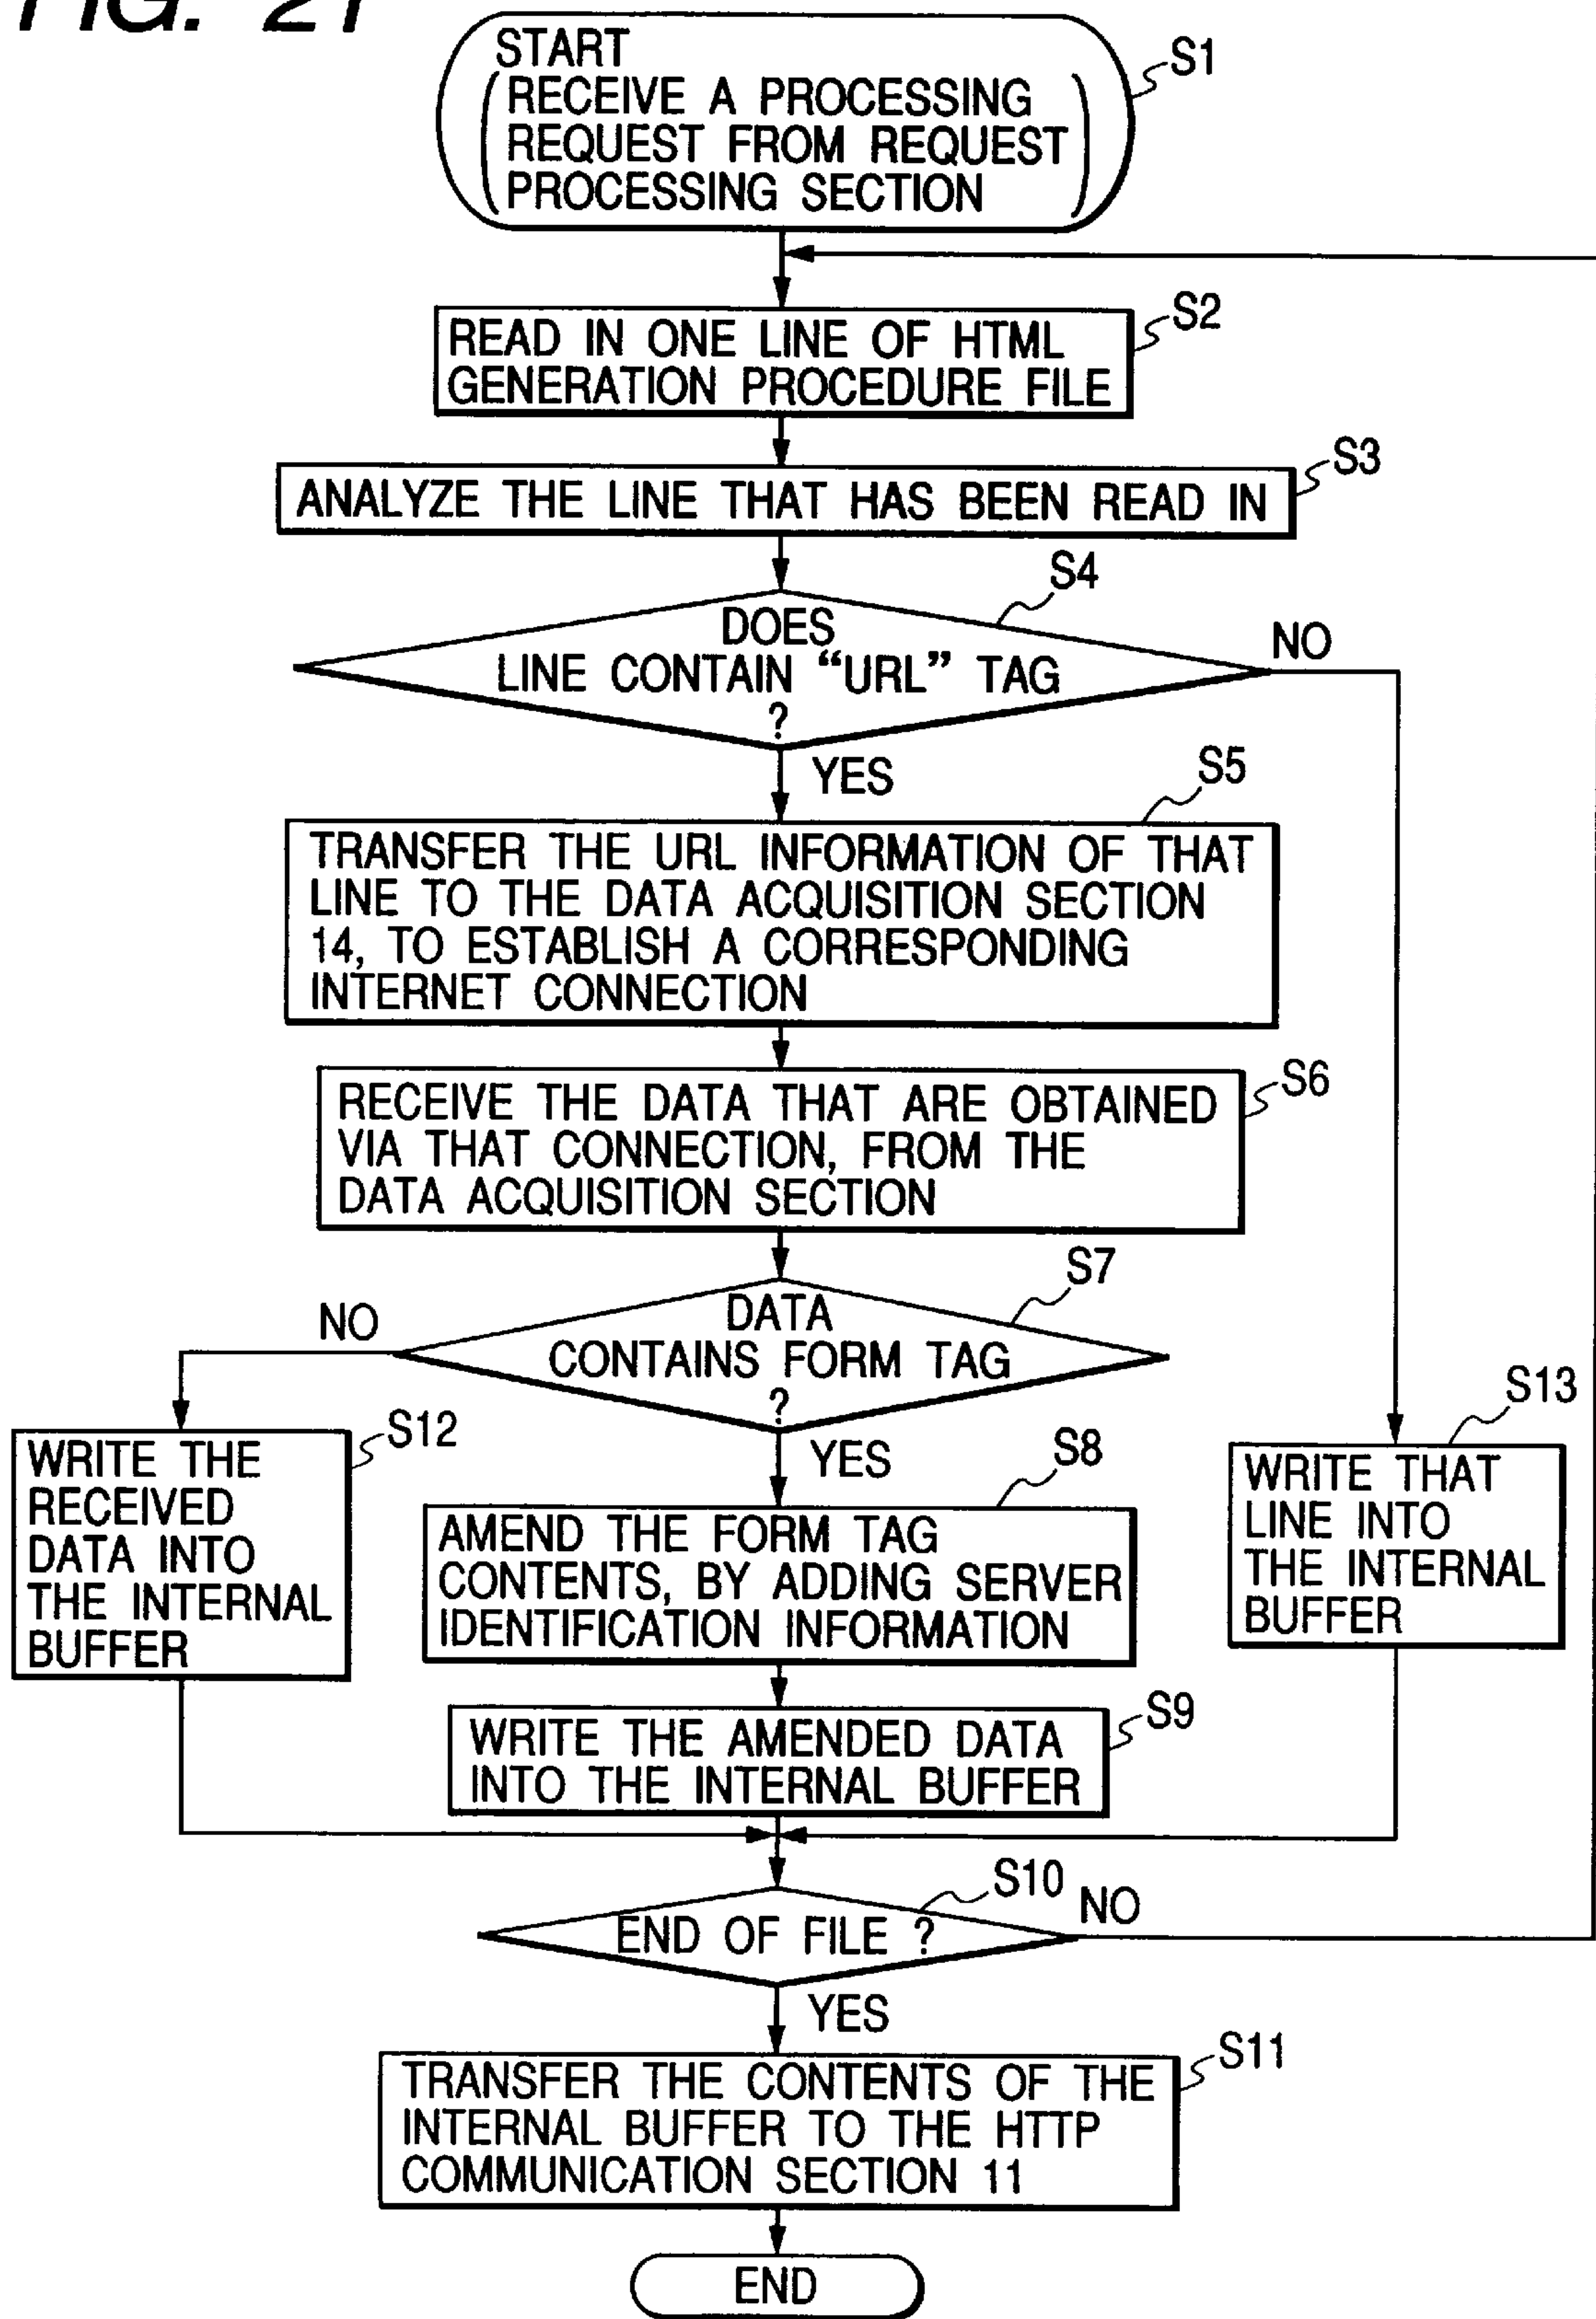 FIG. 21
START
RECEIVE A PROCESSING
REQUEST FROM REQUEST
PROCESSING SECTION
S1
READ IN ONE LINE OF HTML
GENERATION PROCEDURE FILE
S2
ANALYZE THE LINE THAT HAS BEEN READ IN
S3
S4
DOES
LINE CONTAIN “URL” TAG
?
NO
YES
S5
TRANSFER THE URL INFORMATION OF THAT
LINE TO THE DATA ACQUISITION SECTION
14, TO ESTABLISH A CORRESPONDING
INTERNET CONNECTION
S6
RECEIVE THE DATA THAT ARE OBTAINED
VIA THAT CONNECTION, FROM THE
DATA ACQUISITION SECTION
S7
DATA
CONTAINS FORM TAG
?
NO
YES
S12
WRITE THE
RECEIVED
DATA INTO
THE INTERNAL
BUFFER
S8
AMEND THE FORM TAG
CONTENTS, BY ADDING SERVER
IDENTIFICATION INFORMATION
S13
WRITE THAT
LINE INTO
THE INTERNAL
BUFFER
S9
WRITE THE AMENDED DATA
INTO THE INTERNAL BUFFER
S10
END OF FILE ?
NO
YES
S11
TRANSFER THE CONTENTS OF THE
INTERNAL BUFFER TO THE HTTP
COMMUNICATION SECTION 11
END